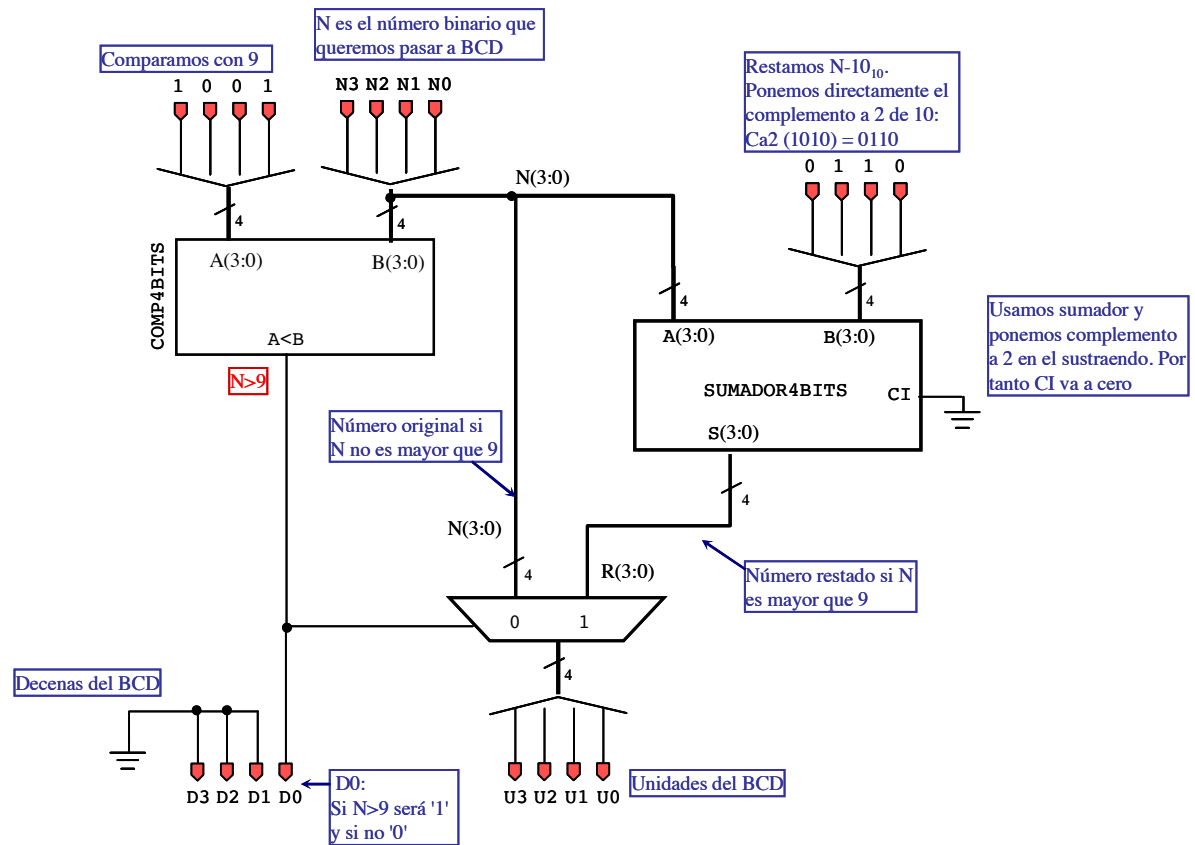 N es el número binario que
queremos pasar a BCD
Comparamos con 9
1 0 0 1
N3 N2 N1 N0
Restamos N-10₁₀.
Ponemos directamente el
complemento a 2 de 10:
Ca2 (1010) = 0110
0 1 1 0
N(3:0)
4
4
COMP4BITS
A(3:0)
B(3:0)
A<B
N>9
4
4
A(3:0)
B(3:0)
SUMADOR4BITS
CI
S(3:0)
Usamos sumador y
ponemos complemento
a 2 en el sustraendo. Por
tanto CI va a cero
Número original si
N no es mayor que 9
4
N(3:0)
4
R(3:0)
Número restado si N
es mayor que 9
0 1
4
Decenas del BCD
D3 D2 D1 D0
D0:
Si N>9 será '1'
y si no '0'
U3 U2 U1 U0
Unidades del BCD